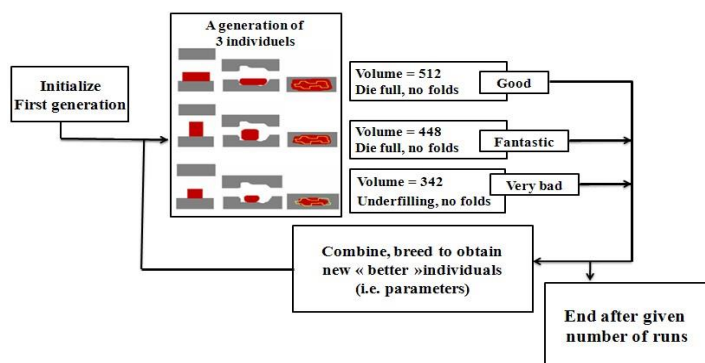 A generation of
3 individuels
Initialize
First generation
Volume = 512
Die full, no folds
Good
Volume = 448
Die full, no folds
Fantastic
Volume = 342
Underfilling, no folds
Very bad
Combine, breed to obtain
new « better »individuals
(i.e. parameters)
End after given
number of runs